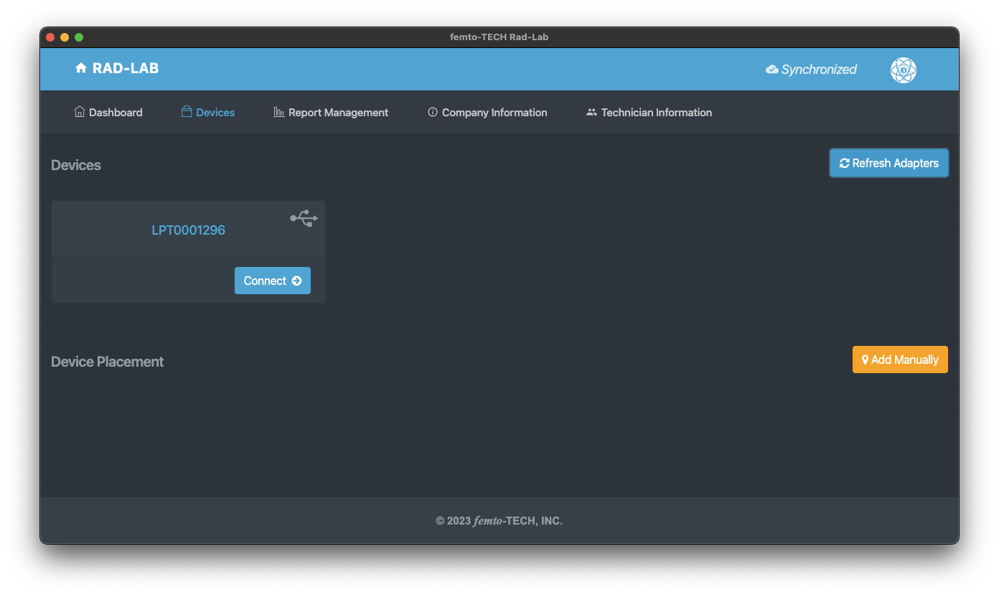 femto-TECH Rad-Lab
RAD-LAB
Synchronized
Dashboard
Devices
Report Management
Company Information
Technician Information
Devices
Refresh Adapters
LPT0001296
Connect
Device Placement
Add Manually
© 2023 femto-TECH, INC.